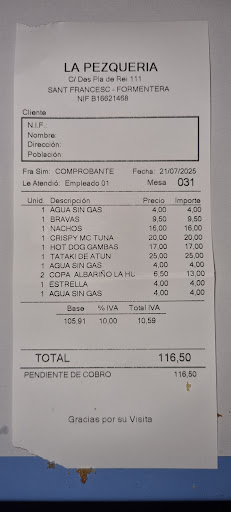 LA PEZQUERIA
C/ Des Pla de Rei 111
SANT FRANCESC - FORMENTERA
NIF B16621468
Cliente
N.I.F.:
Nombre:
Dirección:
Población
Fra Sim: COMPROBANTE Fecha: 21/07/2025
Le Atendió: Empleado 01 Mesa 031
Unid. Descripción Precio Importe
1 AGUA SIN GAS 4,00 4,00
1 BRAVAS 9,50 9,50
1 NACHOS 16,00 16,00
1 CRISPY MC TUNA 20,00 20,00
1 HOT DOG GAMBAS 17,00 17,00
1 TATAKI DE ATUN 25,00 25,00
1 AGUA SIN GAS 4,00 4,00
2 COPA ALBARIÑO LA HU 6,50 13,00
1 ESTRELLA 4,00 4,00
1 AGUA SIN GAS 4,00 4,00
Base % IVA Total IVA
105,91 10,00 10,59
TOTAL 116,50
PENDIENTE DE COBRO 116,50
Gracias por su Visita